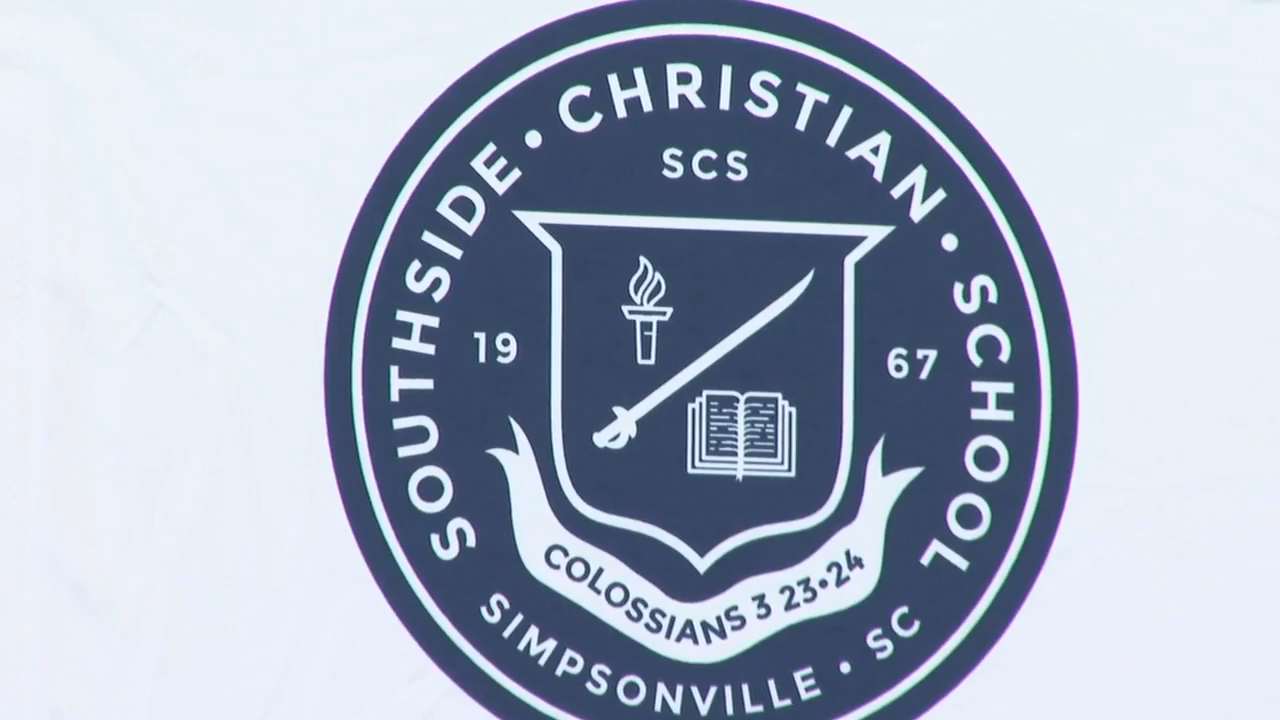 SOUTHSIDE • CHRISTIAN • SCHOOL
SCS
19 67
COLOSSIANS 3 23•24
SIMPSONVILLE • SC